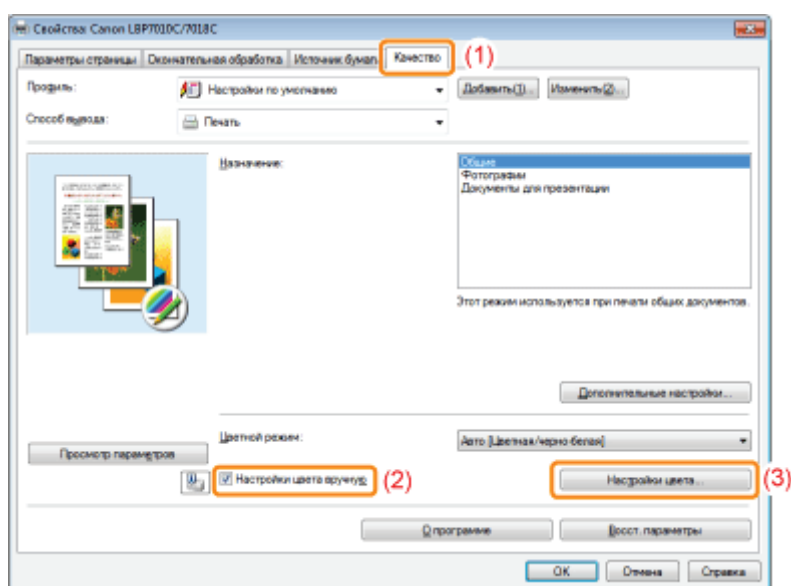 Свойства: Canon LBP7010C/7018C
Параметры страницы Окончательная обработка Источник бумаги Качество (1)
Профиль: Настройки по умолчанию Добавить(1)... Изменить(2)...
Способ вывода: Печать
Назначение: Общие
Фотографии
Документы для презентации
Этот режим используется при печати общих документов.
Дополнительные настройки...
Цветной режим: Авто [Цветная/черно-белая]
Просмотр параметров
Настройки цвета вручную (2) Настройки цвета... (3)
О программе Восст. параметры
OK Отмена Справка